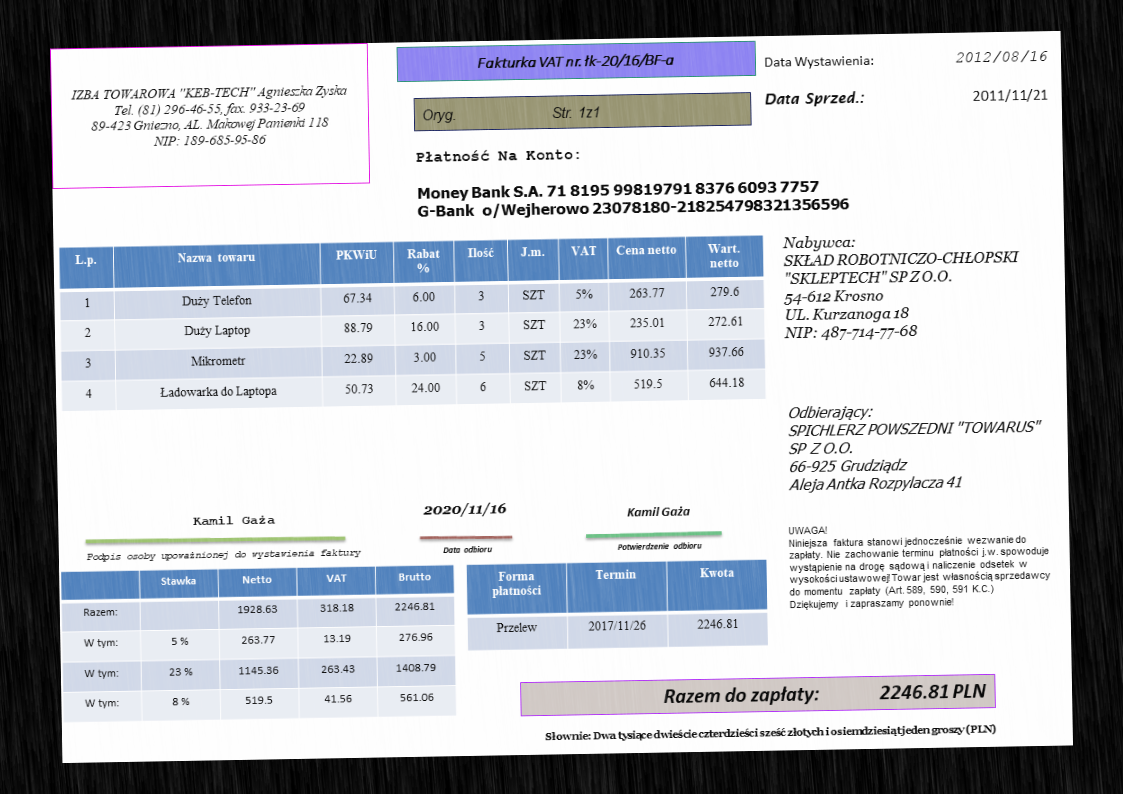 IZBA TOWAROWA "KEB-TECH" Agnieszka Zyska
Tel. (81) 296-46-55, fax. 933-23-69
89-423 Gniezno, AL. Makowej Panienki 118
NIP: 189-685-95-86
Fakturka VAT nr. łk-20/16/BF-a
Oryg. Str. 1z1
Data Wystawienia: 2012/08/16
Data Sprzed.: 2011/11/21
Płatność Na Konto:
Money Bank S.A. 71 8195 99819791 8376 6093 7757
G-Bank o/Wejherowo 23078180-218254798321356596
L.p. Nazwa towaru PKWiU Rabat % Ilość J.m. VAT Cena netto Wart. netto
1 Duży Telefon 67.34 6.00 3 SZT 5% 263.77 279.6
2 Duży Laptop 88.79 16.00 3 SZT 23% 235.01 272.61
3 Mikrometr 22.89 3.00 5 SZT 23% 910.35 937.66
4 Ładowarka do Laptopa 50.73 24.00 6 SZT 8% 519.5 644.18
Nabywca:
SKŁAD ROBOTNICZO-CHŁOPSKI
"SKLEPTECH" SP Z O.O.
54-612 Krosno
UL. Kurzanoga 18
NIP: 487-714-77-68
Odbierający:
SPICHLERZ POWSZEDNI "TOWARUS"
SP Z O.O.
66-925 Grudziądz
Aleja Antka Rozpylacza 41
Kamil Gaża
Podpis osoby upoważnionej do wystawienia faktury
2020/11/16
Data odbioru
Kamil Gaża
Potwierdzenie odbioru
UWAGA!
Niniejsza faktura stanowi jednocześnie wezwanie do
zapłaty. Nie zachowanie terminu płatności j.w. spowoduje
wystąpienie na drogę sądową i naliczenie odsetek w
wysokości ustawowej! Towar jest własnością sprzedawcy
do momentu zapłaty (Art. 589, 590, 591 K.C.)
Dziękujemy i zapraszamy ponownie!
Stawka Netto VAT Brutto
Razem: 1928.63 318.18 2246.81
W tym: 5 % 263.77 13.19 276.96
W tym: 23 % 1145.36 263.43 1408.79
W tym: 8 % 519.5 41.56 561.06
Forma płatności Termin Kwota
Przelew 2017/11/26 2246.81
Razem do zapłaty: 2246.81 PLN
Słownie: Dwa tysiące dwieście czterdzieści sześć złotych i osiemdziesiąt jeden groszy (PLN)